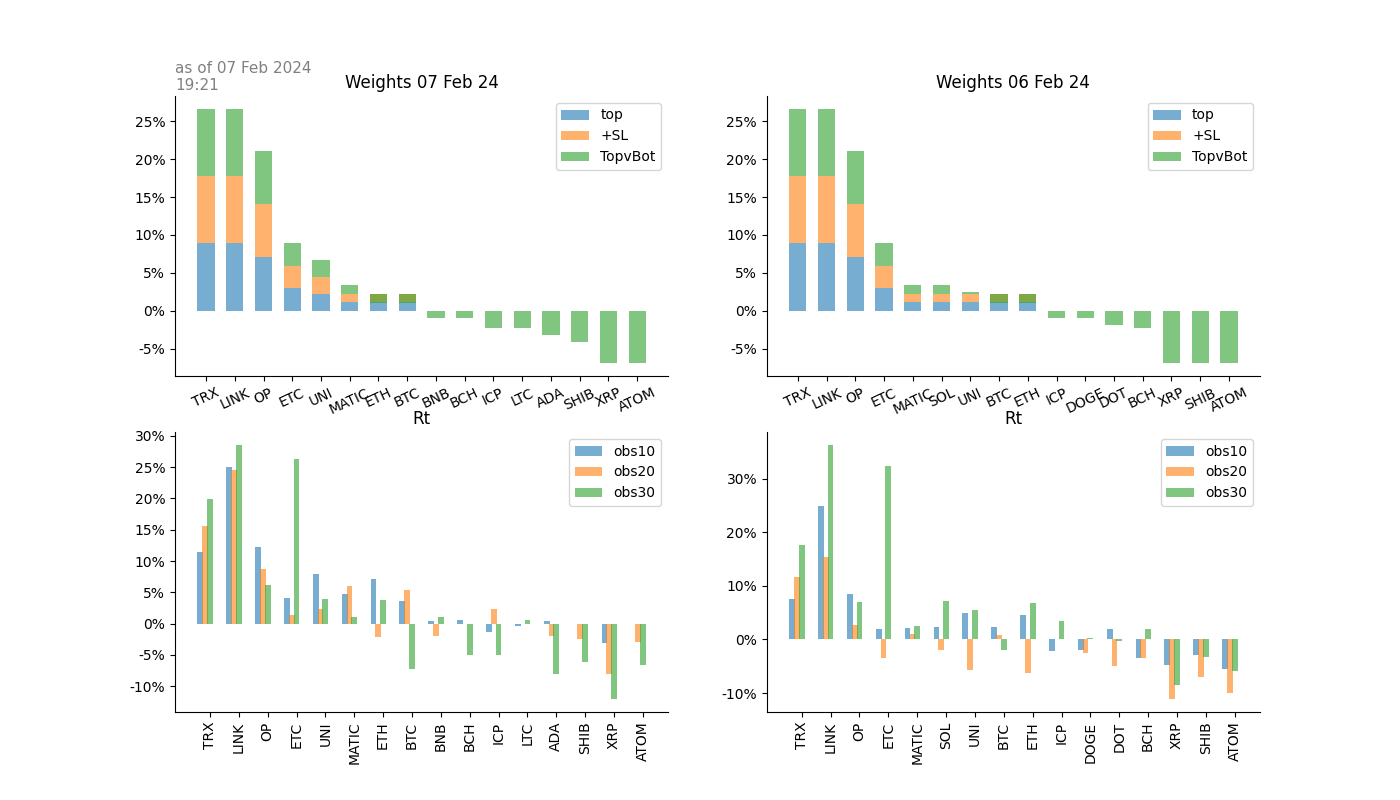 as of 07 Feb 2024
19:21
Weights 07 Feb 24
25%
20%
15%
10%
5%
0%
-5%
top
+SL
TopvBot
TRX LINK OP ETC UNI MATIC ETH BTC BNB BCH ICP LTC ADA SHIB XRP ATOM
Weights 06 Feb 24
25%
20%
15%
10%
5%
0%
-5%
top
+SL
TopvBot
TRX LINK OP ETC MATIC SOL UNI BTC ETH ICP DOGE DOT BCH XRP SHIB ATOM
Rt
30%
25%
20%
15%
10%
5%
0%
-5%
-10%
obs10
obs20
obs30
TRX LINK OP ETC UNI MATIC ETH BTC BNB BCH ICP LTC ADA SHIB XRP ATOM
Rt
30%
20%
10%
0%
-10%
obs10
obs20
obs30
TRX LINK OP ETC MATIC SOL UNI BTC ETH ICP DOGE DOT BCH XRP SHIB ATOM